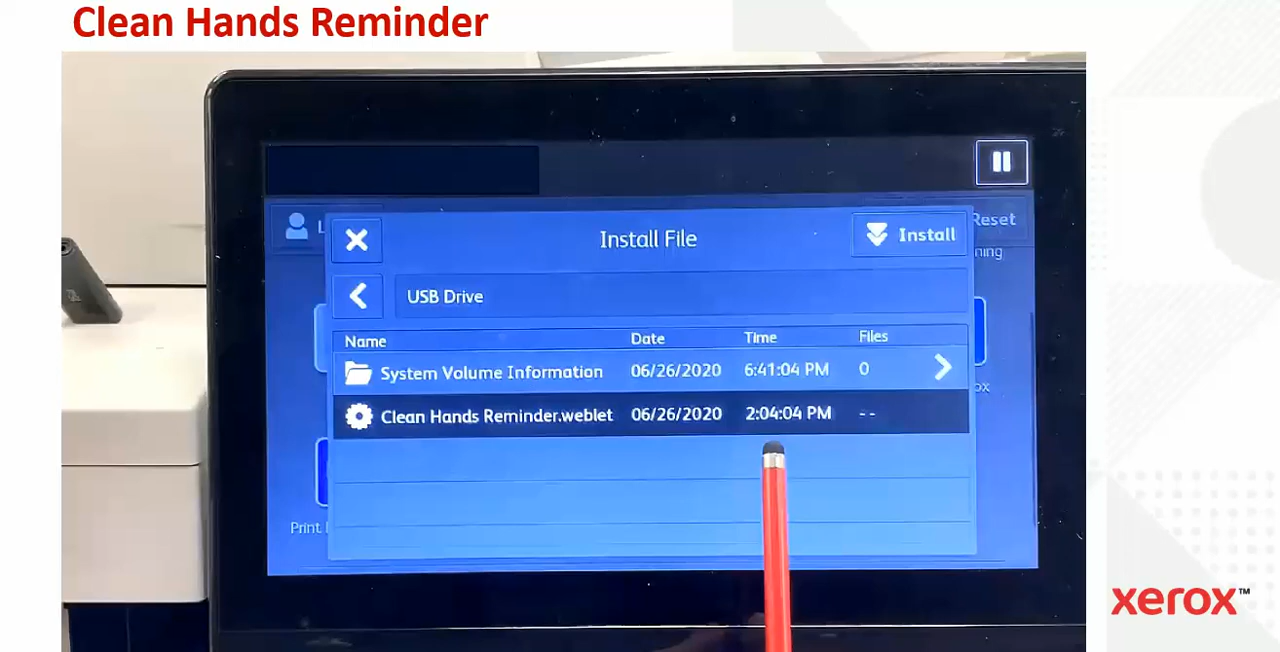 Clean Hands Reminder
Reset
Install File
Install
USB Drive
Name Date Time Files
System Volume Information 06/26/2020 6:41:04 PM 0
Clean Hands Reminder.weblet 06/26/2020 2:04:04 PM --
Print
xerox™